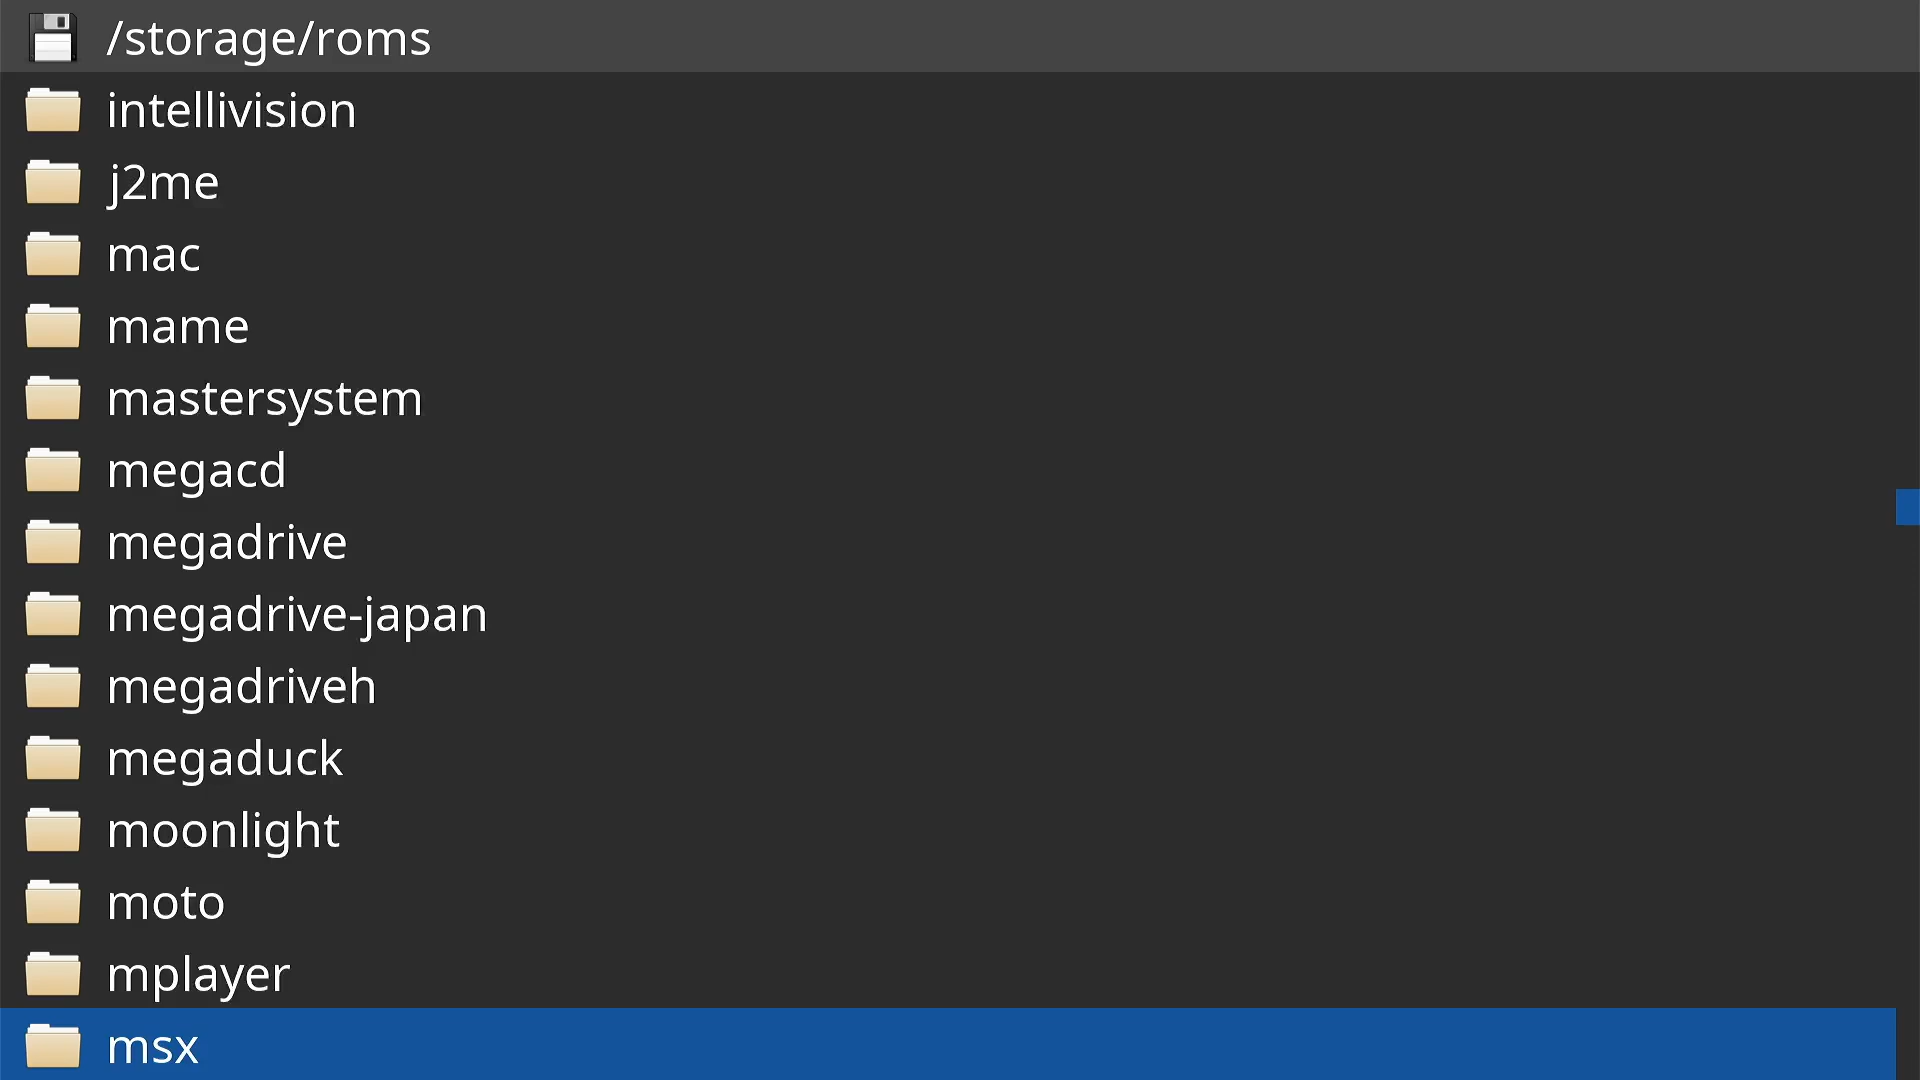 /storage/roms
intellivision
j2me
mac
mame
mastersystem
megacd
megadrive
megadrive-japan
megadriveh
megaduck
moonlight
moto
mplayer
msx